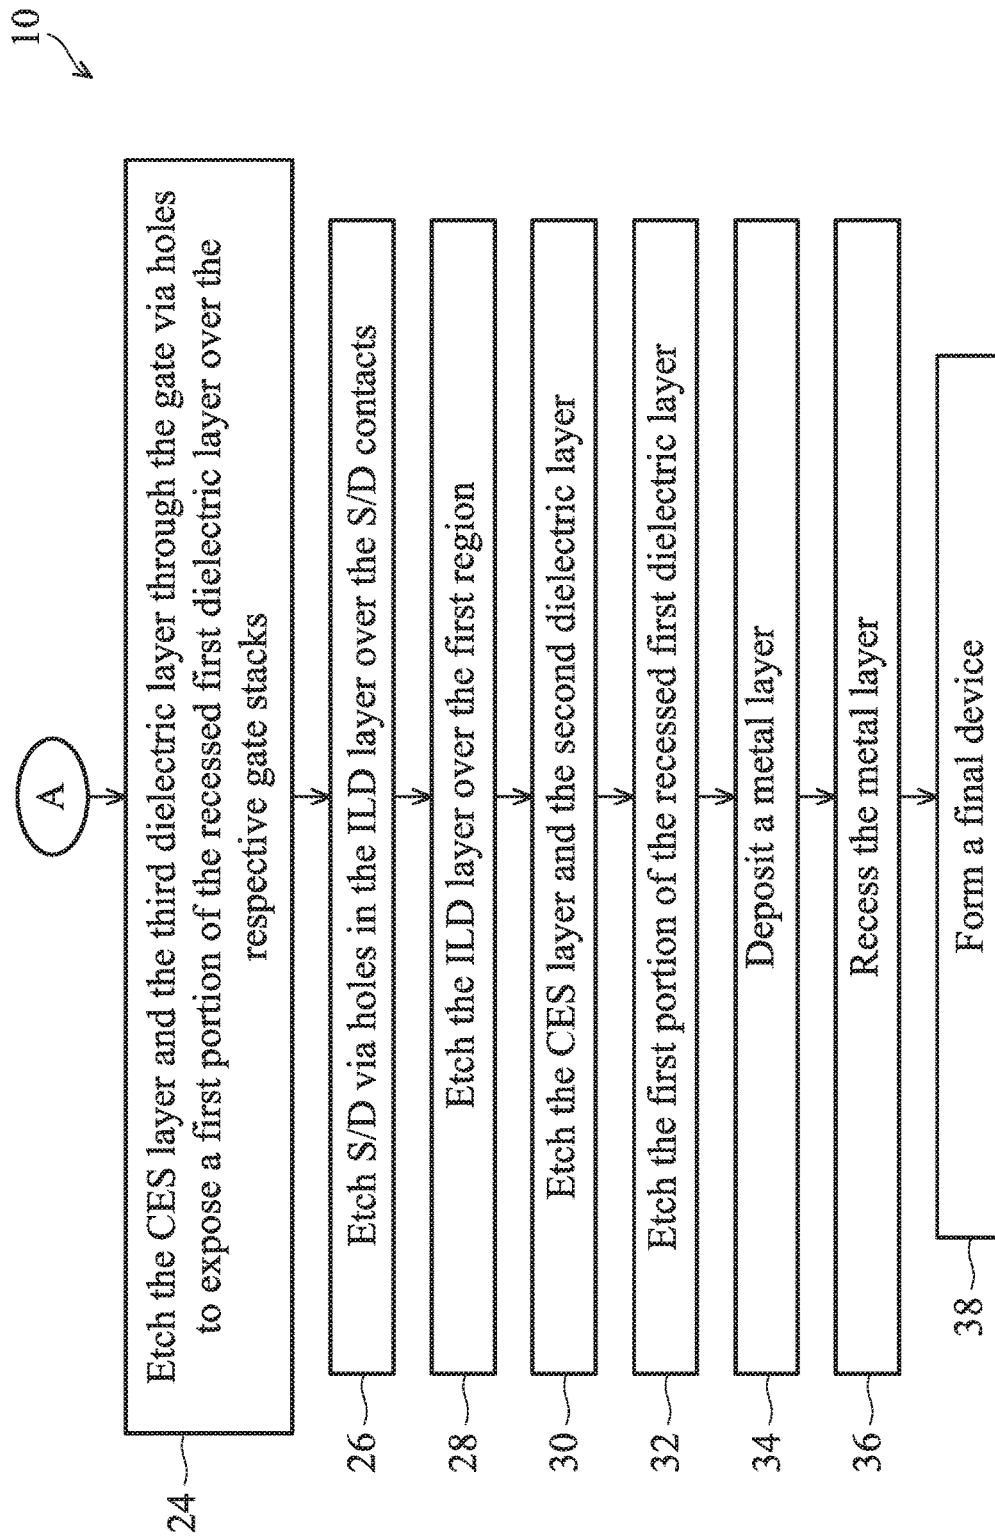 10
A
24
Etch the CES layer and the third dielectric layer through the gate via holes
to expose a first portion of the recessed first dielectric layer over the
respective gate stacks
26
Etch S/D via holes in the ILD layer over the S/D contacts
28
Etch the ILD layer over the first region
30
Etch the CES layer and the second dielectric layer
32
Etch the first portion of the recessed first dielectric layer
34
Deposit a metal layer
36
Recess the metal layer
38
Form a final device